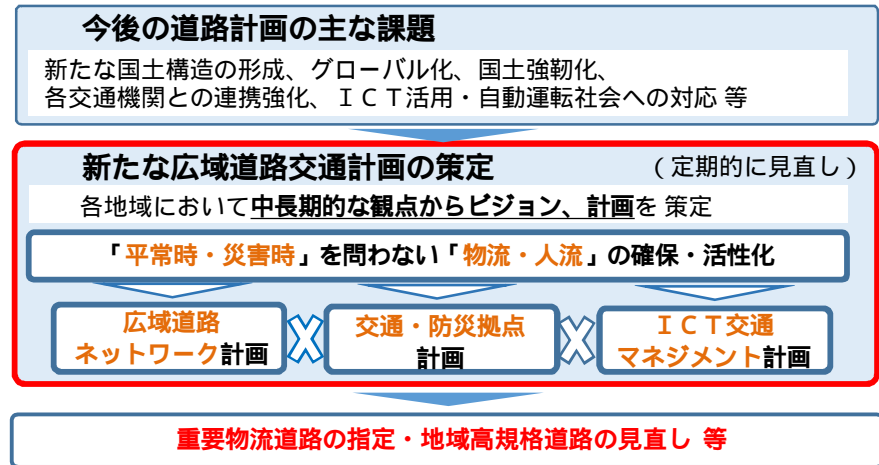 今後の道路計画の主な課題
新たな国土構造の形成、グローバル化、国土強靭化、
各交通機関との連携強化、ＩＣＴ活用・自動運転社会への対応 等
新たな広域道路交通計画の策定 （定期的に見直し）
各地域において中長期的な観点からビジョン、計画を 策定
「平常時・災害時」を問わない「物流・人流」の確保・活性化
広域道路
ネットワーク計画
交通・防災拠点
計画
ＩＣＴ交通
マネジメント計画
重要物流道路の指定・地域高規格道路の見直し 等